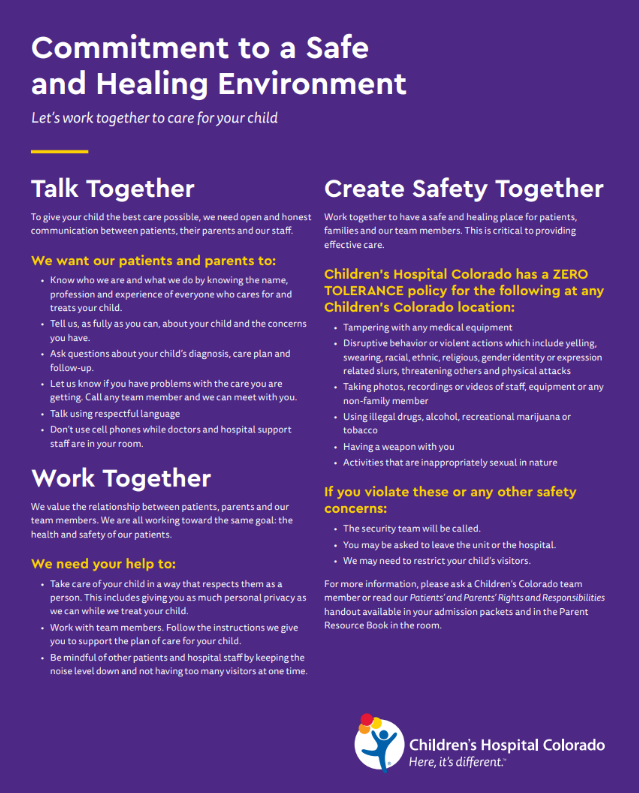 Commitment to a Safe
and Healing Environment
Let's work together to care for your child
Talk Together
To give your child the best care possible, we need open and honest
communication between patients, their parents and our staff.
We want our patients and parents to:
• Know who we are and what we do by knowing the name,
profession and experience of everyone who cares for and
treats your child.
• Tell us, as fully as you can, about your child and the concerns
you have.
• Ask questions about your child's diagnosis, care plan and
follow-up.
• Let us know if you have problems with the care you are
getting. Call any team member and we can meet with you.
• Talk using respectful language
• Don't use cell phones while doctors and hospital support
staff are in your room.
Work Together
We value the relationship between patients, parents and our
team members. We are all working toward the same goal: the
health and safety of our patients.
We need your help to:
• Take care of your child in a way that respects them as a
person. This includes giving you as much personal privacy as
we can while we treat your child.
• Work with team members. Follow the instructions we give
you to support the plan of care for your child.
• Be mindful of other patients and hospital staff by keeping the
noise level down and not having too many visitors at one time.
Create Safety Together
Work together to have a safe and healing place for patients,
families and our team members. This is critical to providing
effective care.
Children's Hospital Colorado has a ZERO
TOLERANCE policy for the following at any
Children's Colorado location:
• Tampering with any medical equipment
• Disruptive behavior or violent actions which include yelling,
swearing, racial, ethnic, religious, gender identity or expression
related slurs, threatening others and physical attacks
• Taking photos, recordings or videos of staff, equipment or any
non-family member
• Using illegal drugs, alcohol, recreational marijuana or
tobacco
• Having a weapon with you
• Activities that are inappropriately sexual in nature
If you violate these or any other safety
concerns:
• The security team will be called.
• You may be asked to leave the unit or the hospital.
• We may need to restrict your child's visitors.
For more information, please ask a Children's Colorado team
member or read our Patients' and Parents' Rights and Responsibilities
handout available in your admission packets and in the Parent
Resource Book in the room.
Children's Hospital Colorado
Here, it's different.™